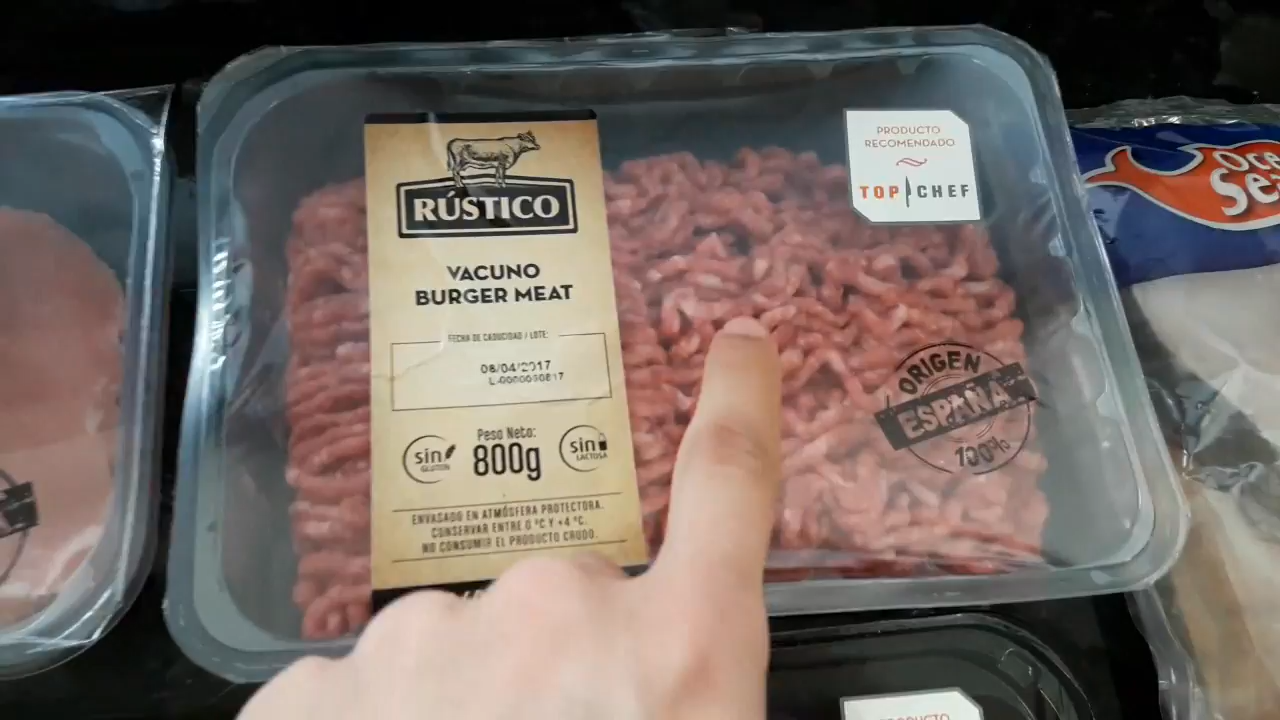 RÚSTICO
VACUNO
BURGER MEAT
FECHA DE CADUCIDAD / LOTE:
08/04/2017
L-0000080817
sin
GLUTEN
Peso Neto:
800g
sin
LACTOSA
ENVASADO EN ATMÓSFERA PROTECTORA.
CONSERVAR ENTRE 0 °C Y +4 °C.
NO CONSUMIR EL PRODUCTO CRUDO.
PRODUCTO
RECOMENDADO
TOP CHEF
ORIGEN
ESPAÑA
100%
PRODUCTO